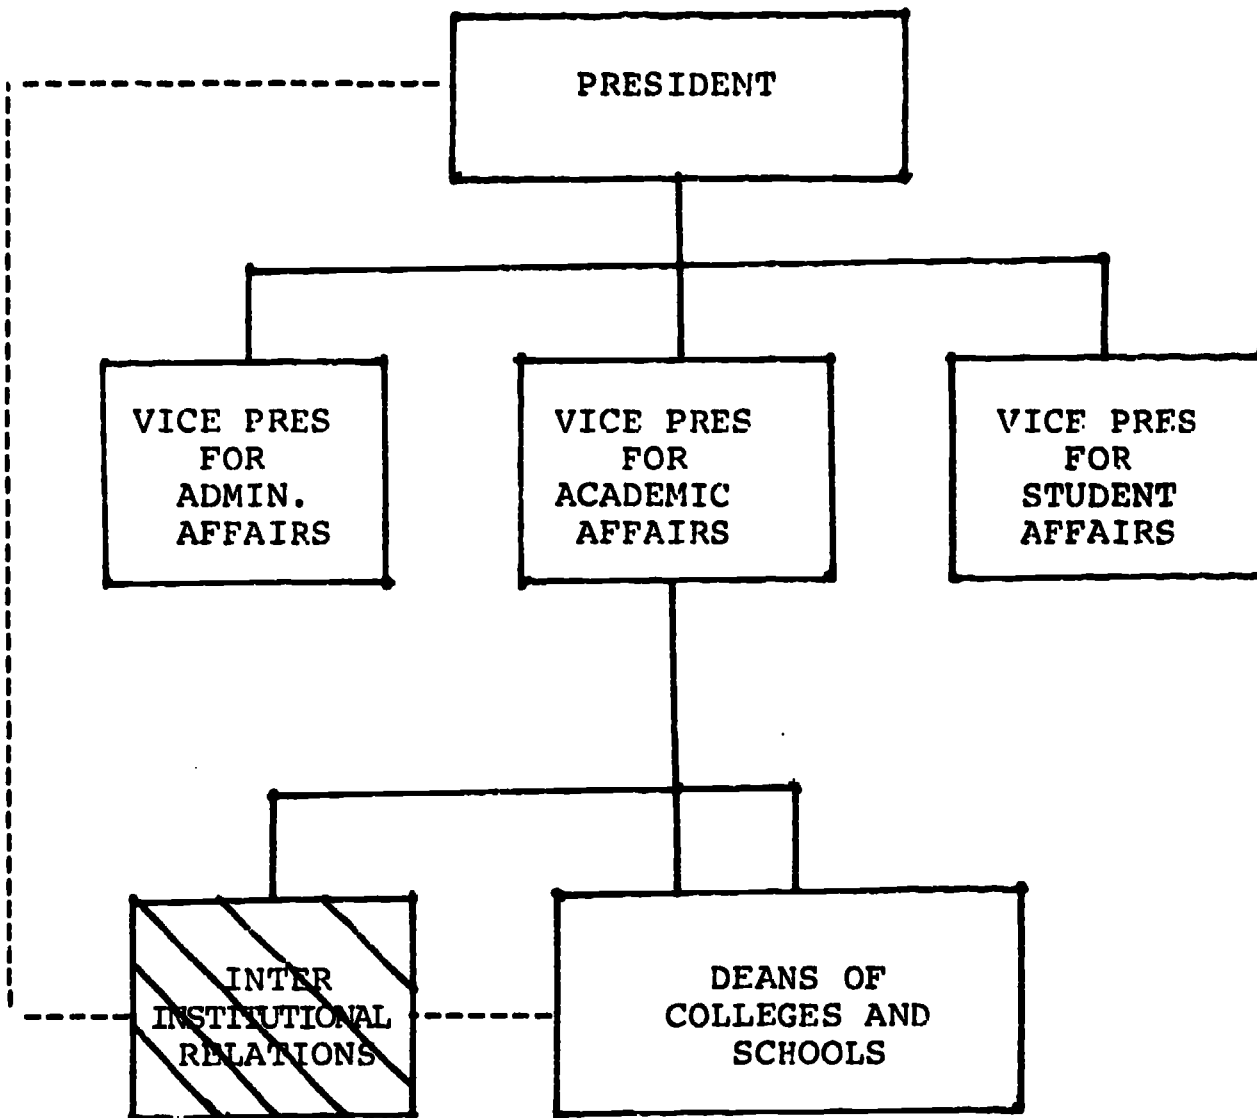 PRESIDENT
VICE PRES
FOR
ADMIN.
AFFAIRS
VICE PRES
FOR
ACADEMIC
AFFAIRS
VICE PRES
FOR
STUDENT
AFFAIRS
INTER
INSTITUTIONAL
RELATIONS
DEANS OF
COLLEGES AND
SCHOOLS